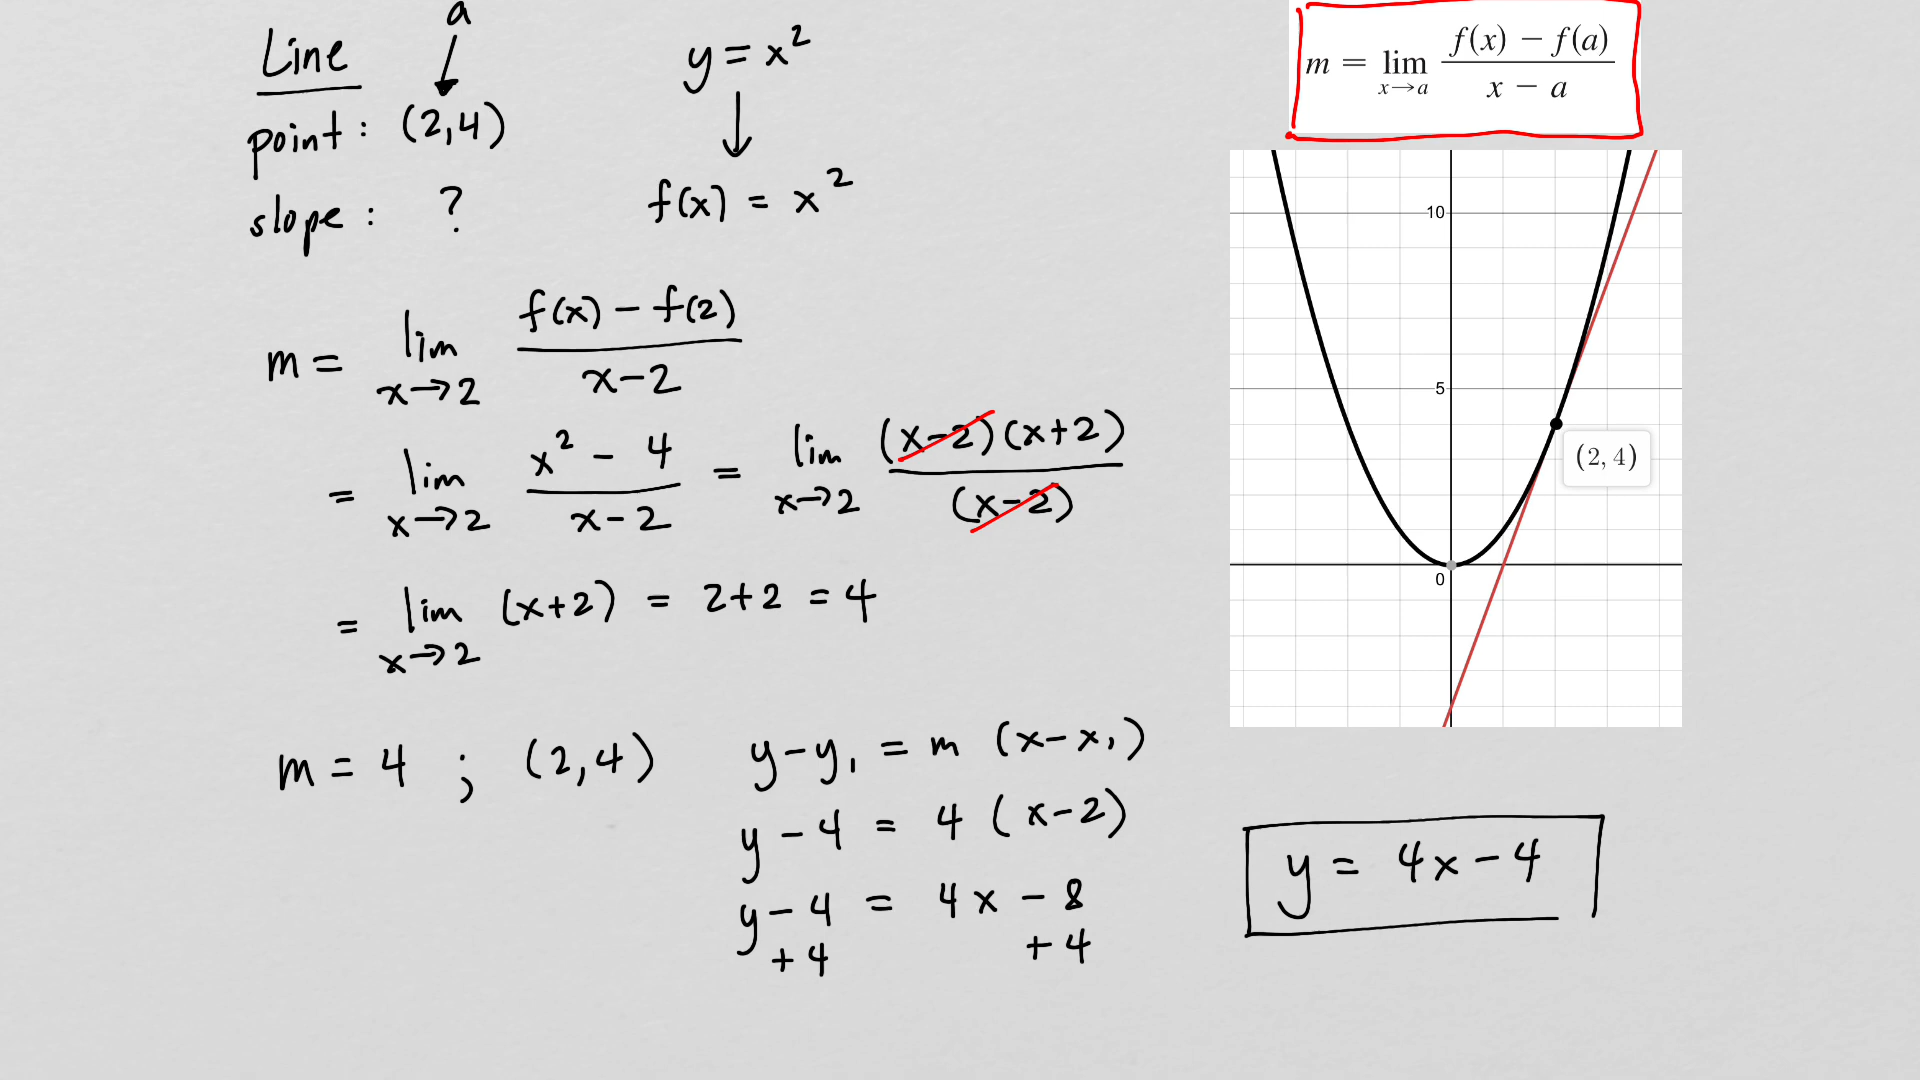 a
Line
point : (2,4)
slope : ?
y = x²
f(x) = x²
m = lim x→a (f(x) − f(a)) / (x − a)
m = lim x→2 (f(x) − f(2)) / (x−2)
= lim x→2 (x² − 4) / (x−2) = lim x→2 (x−2)(x+2) / (x−2)
= lim x→2 (x+2) = 2+2 = 4
10
5
(2, 4)
0
m = 4 ; (2,4)
y−y₁ = m (x−x₁)
y − 4 = 4 (x−2)
y − 4 = 4x − 8
+4 +4
y = 4x − 4